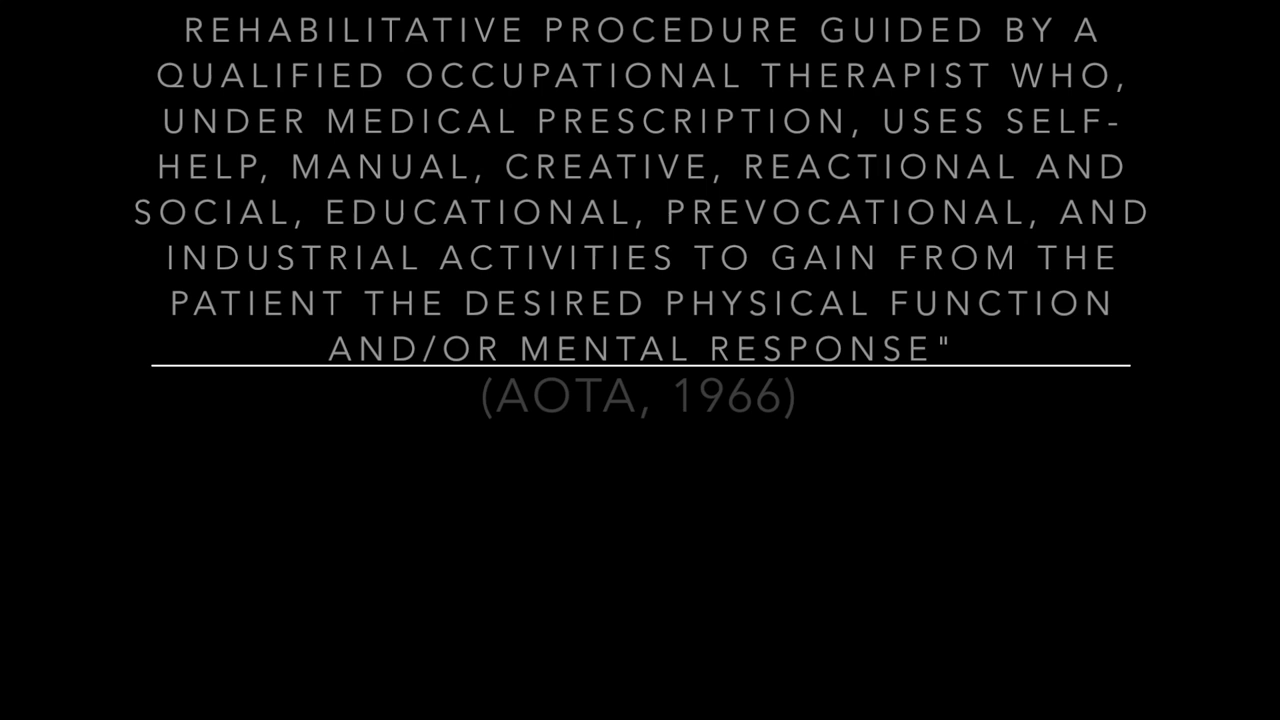 REHABILITATIVE PROCEDURE GUIDED BY A
QUALIFIED OCCUPATIONAL THERAPIST WHO,
UNDER MEDICAL PRESCRIPTION, USES SELF-
HELP, MANUAL, CREATIVE, REACTIONAL AND
SOCIAL, EDUCATIONAL, PREVOCATIONAL, AND
INDUSTRIAL ACTIVITIES TO GAIN FROM THE
PATIENT THE DESIRED PHYSICAL FUNCTION
AND/OR MENTAL RESPONSE"
(AOTA, 1966)